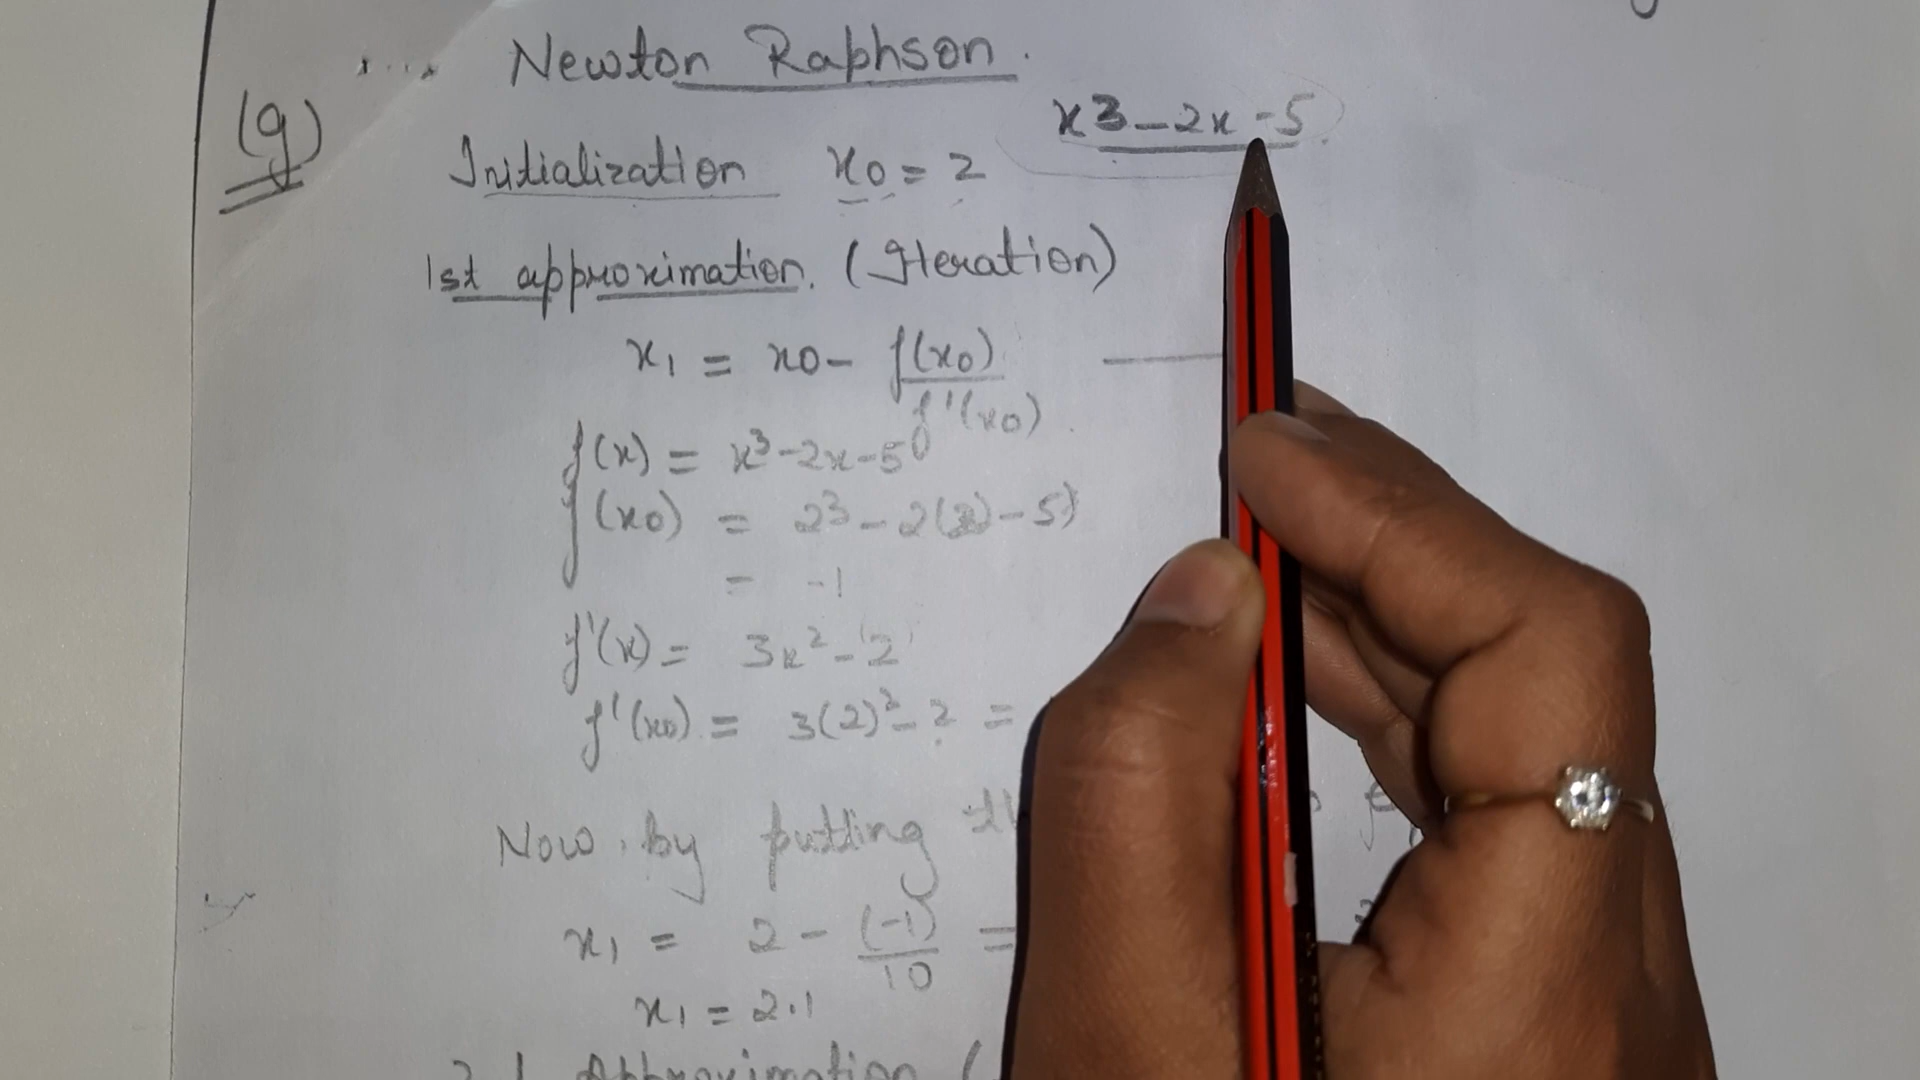 Newton Raphson.
(g)
x3-2x-5
Initialization x0 = 2
1st approximation. (Iteration)
x1 = x0 - f(x0)
f'(x0).
f(x) = x³-2x-5
f(x0) = 2³-2(2)-5)
= -1
f'(x) = 3x²-2
f'(x0) = 3(2)²-2 =
Now, by putting
x1 = 2 - (-1)
10 =
x1 = 2.1
Approximation (